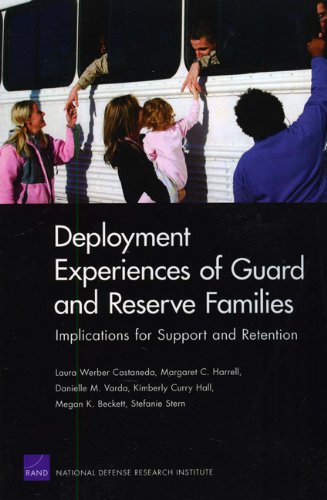 Deployment
Experiences of Guard
and Reserve Families
Implications for Support and Retention
Laura Werber Castaneda, Margaret C. Harrell,
Danielle M. Varda, Kimberly Curry Hall,
Megan K. Beckett, Stefanie Stern
RAND NATIONAL DEFENSE RESEARCH INSTITUTE